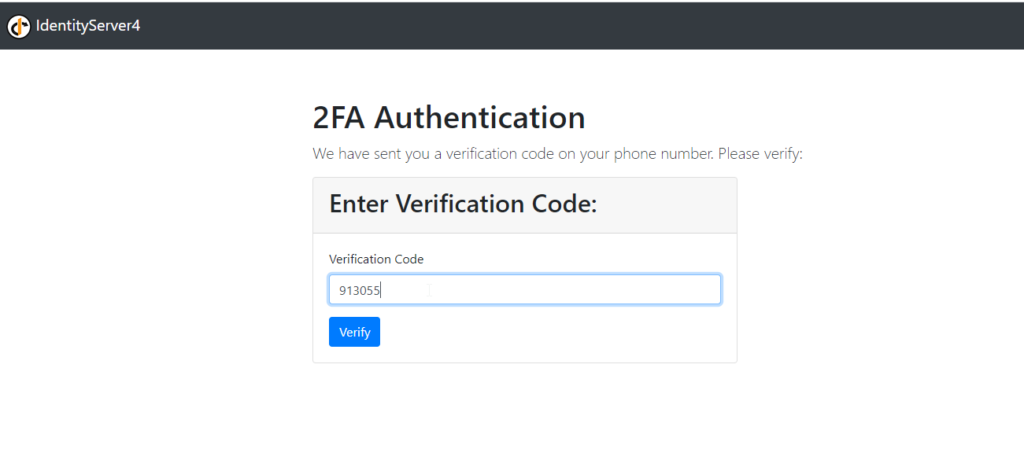 IdentityServer4
2FA Authentication
We have sent you a verification code on your phone number. Please verify:
Enter Verification Code:
Verification Code
913055
Verify